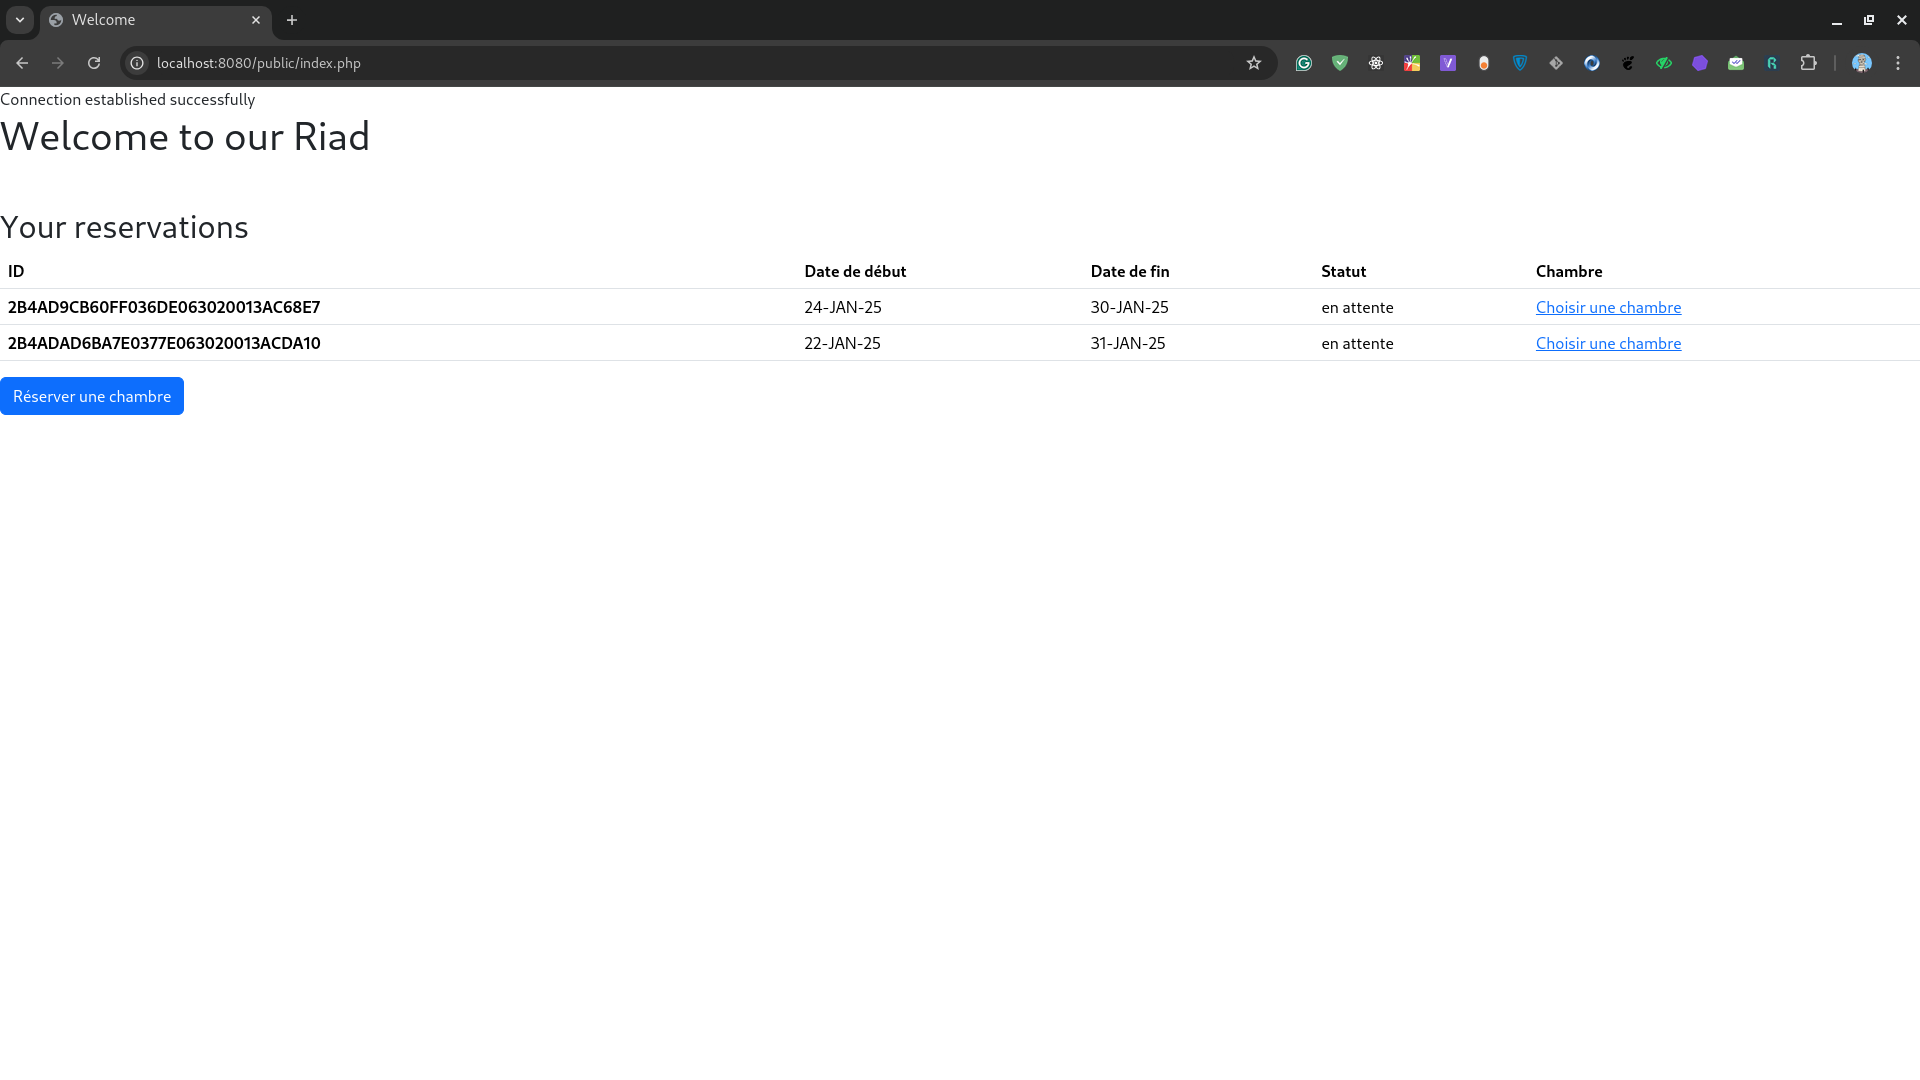 Welcome
localhost:8080/public/index.php
Connection established successfully
Welcome to our Riad
Your reservations
ID Date de début Date de fin Statut Chambre
2B4AD9CB60FF036DE063020013AC68E7 24-JAN-25 30-JAN-25 en attente Choisir une chambre
2B4ADAD6BA7E0377E063020013ACDA10 22-JAN-25 31-JAN-25 en attente Choisir une chambre
Réserver une chambre